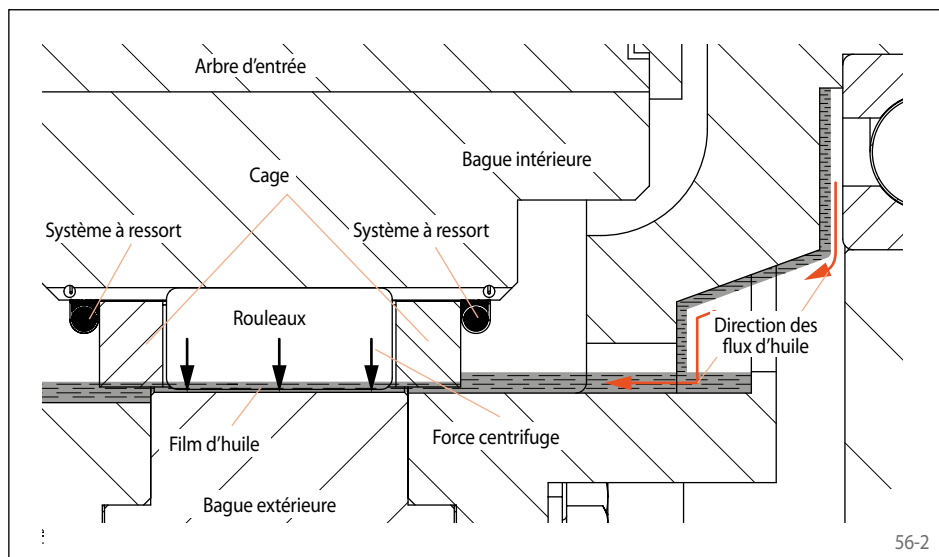 Arbre d'entrée
Bague intérieure
Cage
Système à ressort
Système à ressort
Rouleaux
Direction des
flux d'huile
Film d'huile
Force centrifuge
Bague extérieure
56-2